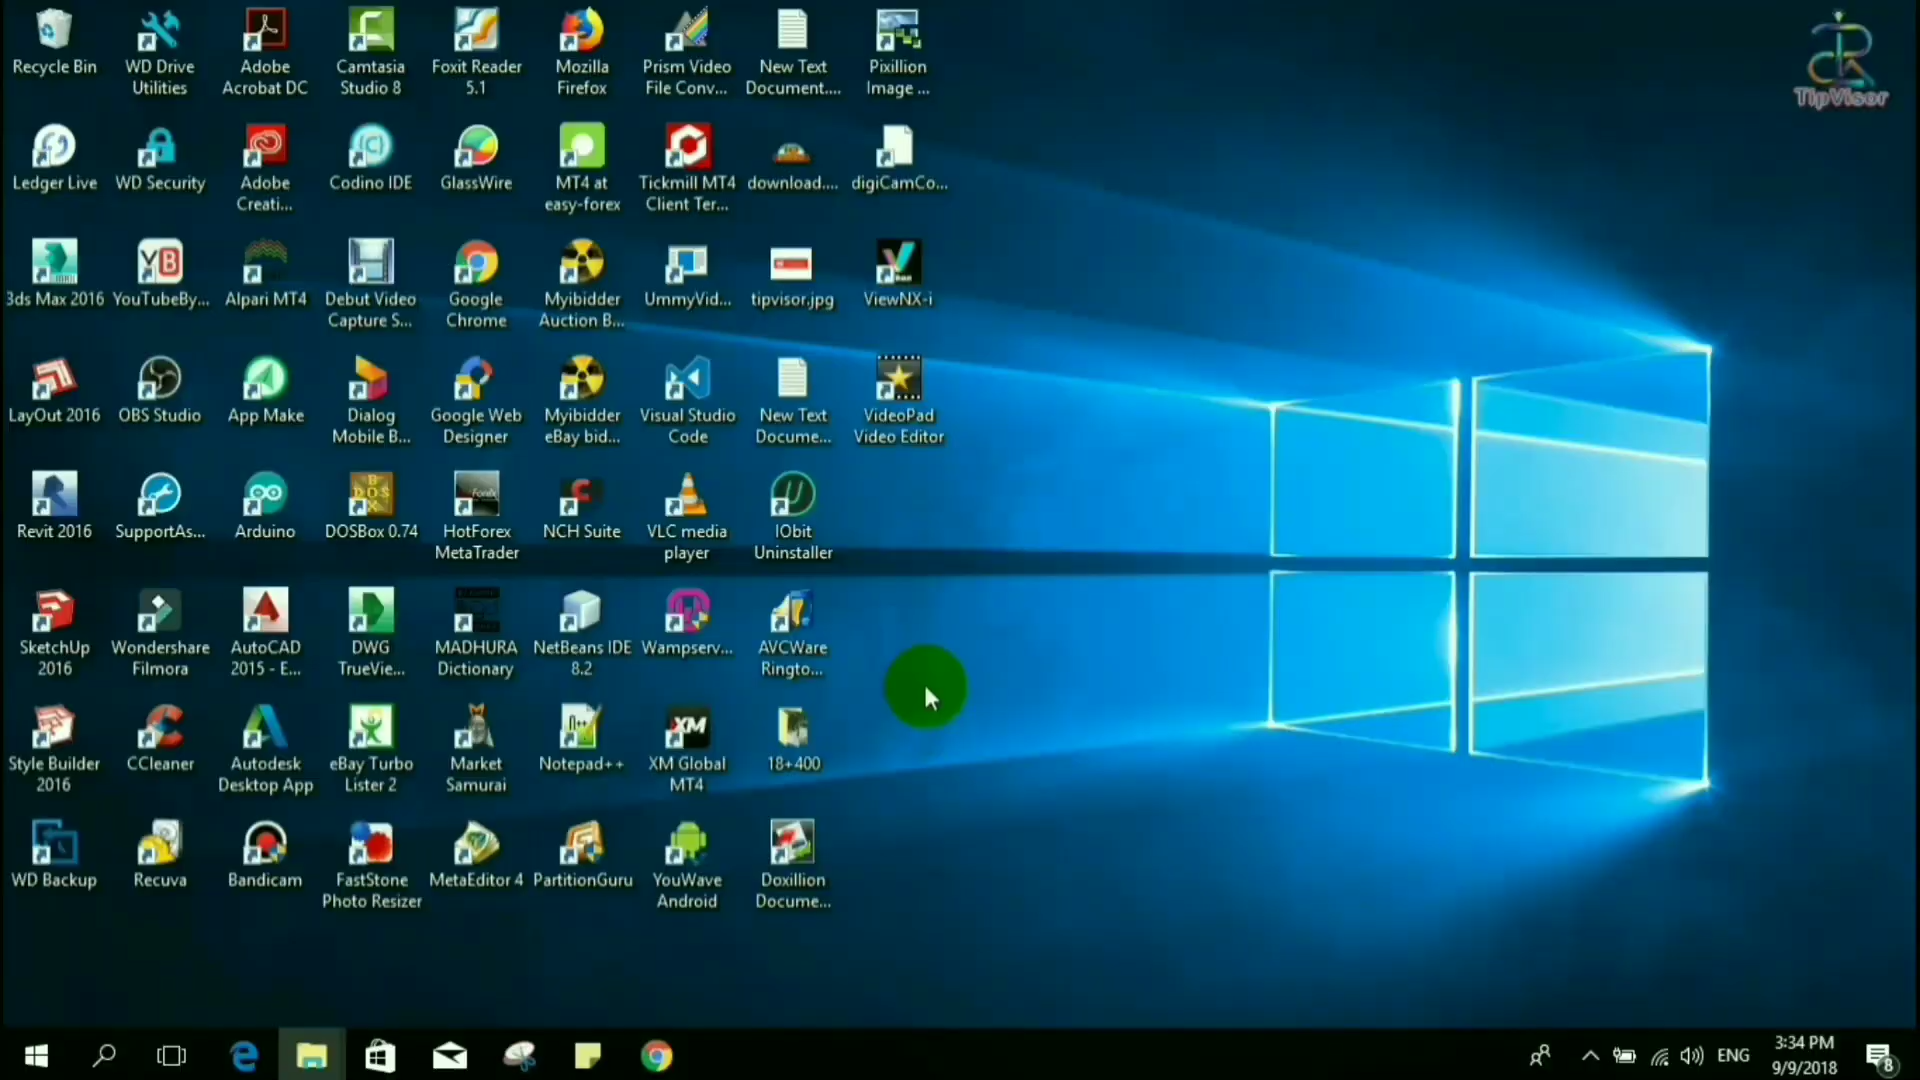 Recycle Bin
WD Drive
Utilities
Adobe
Acrobat DC
Camtasia
Studio 8
Foxit Reader
5.1
Mozilla
Firefox
Prism Video
File Conv...
New Text
Document....
Pixillion
Image ...
TipVisor
Ledger Live
WD Security
Adobe
Creati...
Codino IDE
GlassWire
MT4 at
easy-forex
Tickmill MT4
Client Ter...
download....
digiCamCo...
3ds Max 2016
YouTubeBy...
Alpari MT4
Debut Video
Capture S...
Google
Chrome
Myibidder
Auction B...
UmmyVid...
tipvisor.jpg
ViewNX-i
LayOut 2016
OBS Studio
App Make
Dialog
Mobile B...
Google Web
Designer
Myibidder
eBay bid...
Visual Studio
Code
New Text
Docume...
VideoPad
Video Editor
Revit 2016
SupportAs...
Arduino
DOSBox 0.74
HotForex
MetaTrader
NCH Suite
VLC media
player
IObit
Uninstaller
SketchUp
2016
Wondershare
Filmora
AutoCAD
2015 - E...
DWG
TrueVie...
MADHURA
Dictionary
NetBeans IDE
8.2
Wampserv...
AVCWare
Ringto...
Style Builder
2016
CCleaner
Autodesk
Desktop App
eBay Turbo
Lister 2
Market
Samurai
Notepad++
XM Global
MT4
18+400
WD Backup
Recuva
Bandicam
FastStone
Photo Resizer
MetaEditor 4
PartitionGuru
YouWave
Android
Doxillion
Docume...
ENG
3:34 PM
9/9/2018
8